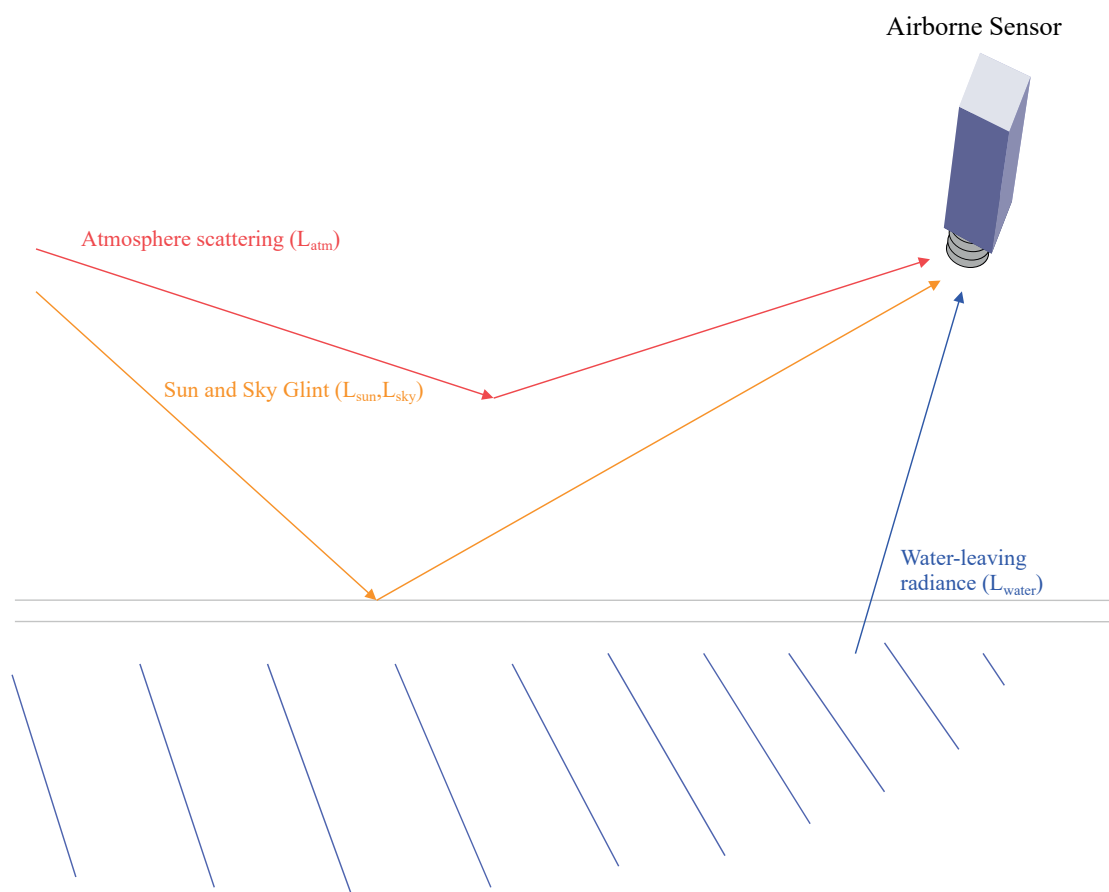 Airborne Sensor
Atmosphere scattering (Latm)
Sun and Sky Glint (Lsun,Lsky)
Water-leaving
radiance (Lwater)